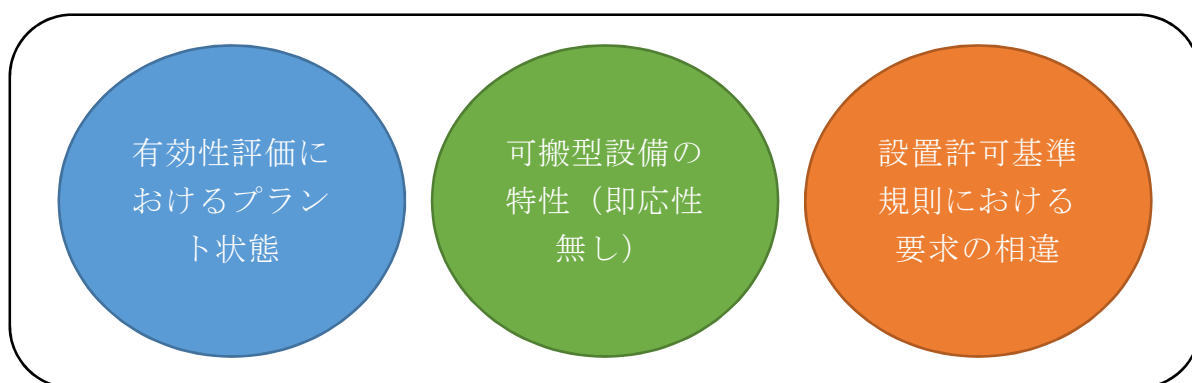 有効性評価に
おけるプラン
ト状態
可搬型設備の
特性（即応性
無し）
設置許可基準
規則における
要求の相違